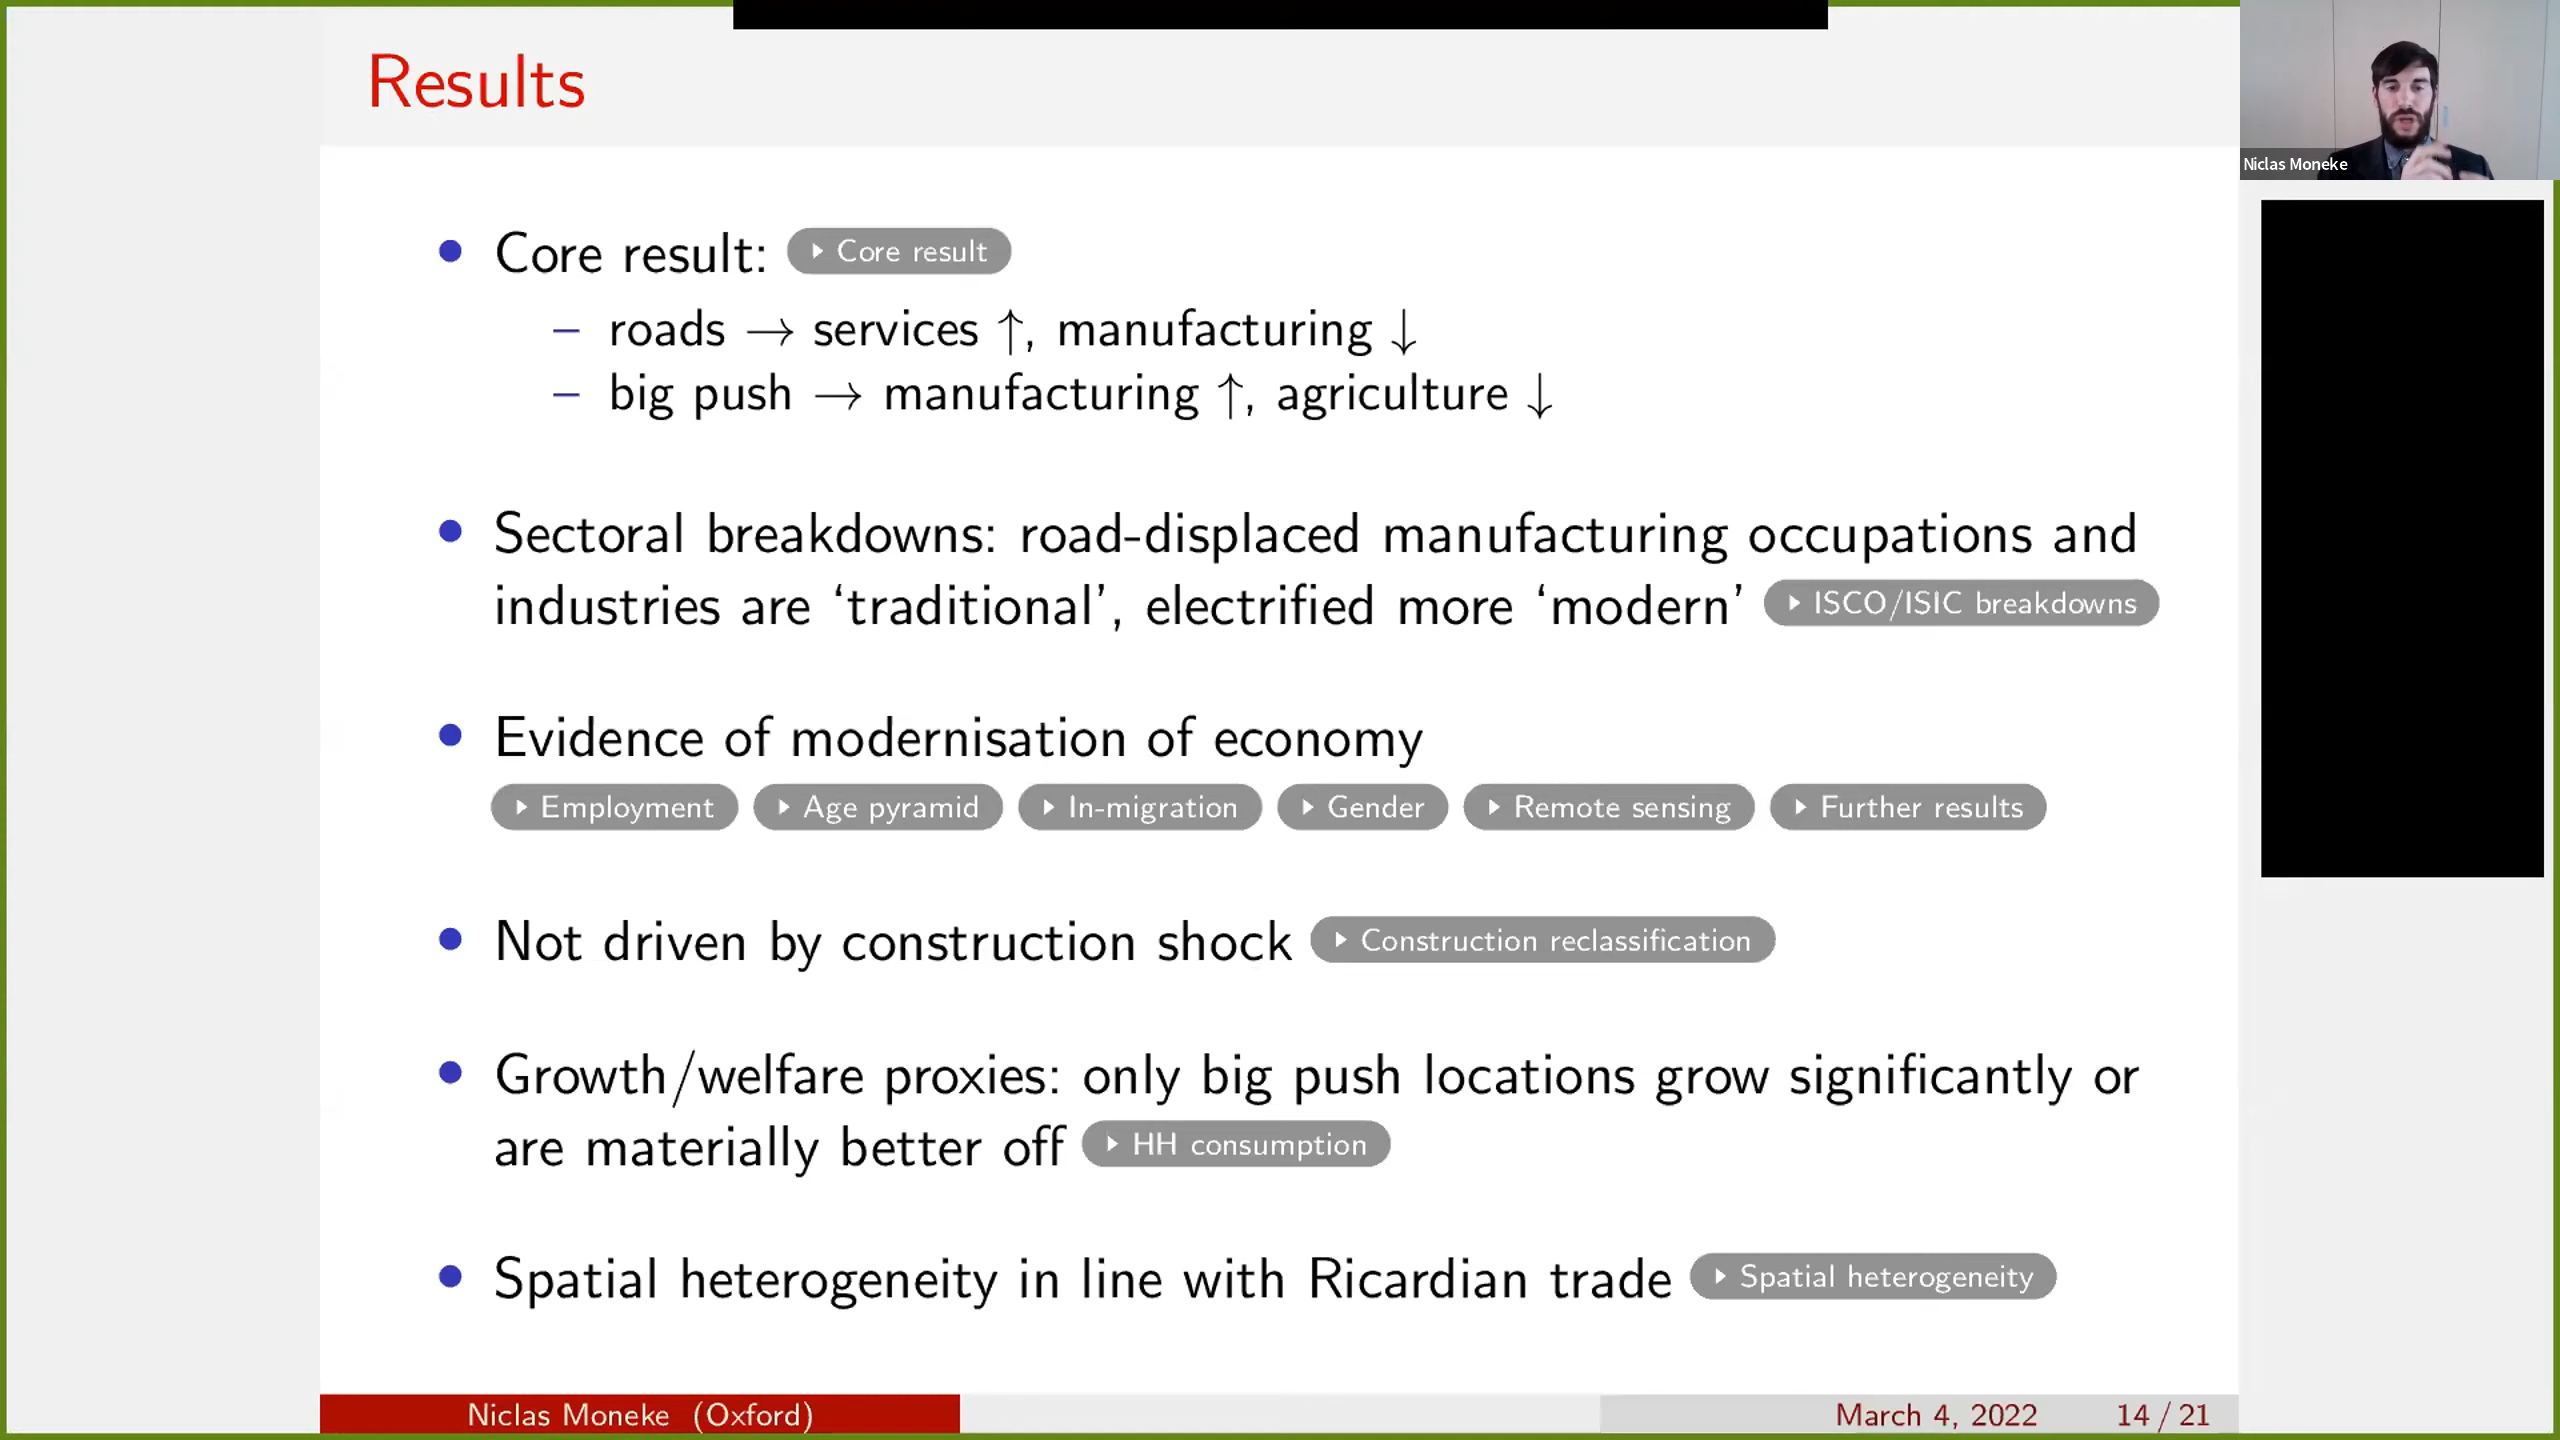 Results
Niclas Moneke
• Core result: ▸ Core result
– roads → services ↑, manufacturing ↓
– big push → manufacturing ↑, agriculture ↓
• Sectoral breakdowns: road-displaced manufacturing occupations and
industries are ‘traditional’, electrified more ‘modern’ ▸ ISCO/ISIC breakdowns
• Evidence of modernisation of economy
▸ Employment ▸ Age pyramid ▸ In-migration ▸ Gender ▸ Remote sensing ▸ Further results
• Not driven by construction shock ▸ Construction reclassification
• Growth/welfare proxies: only big push locations grow significantly or
are materially better off ▸ HH consumption
• Spatial heterogeneity in line with Ricardian trade ▸ Spatial heterogeneity
Niclas Moneke (Oxford) March 4, 2022 14 / 21